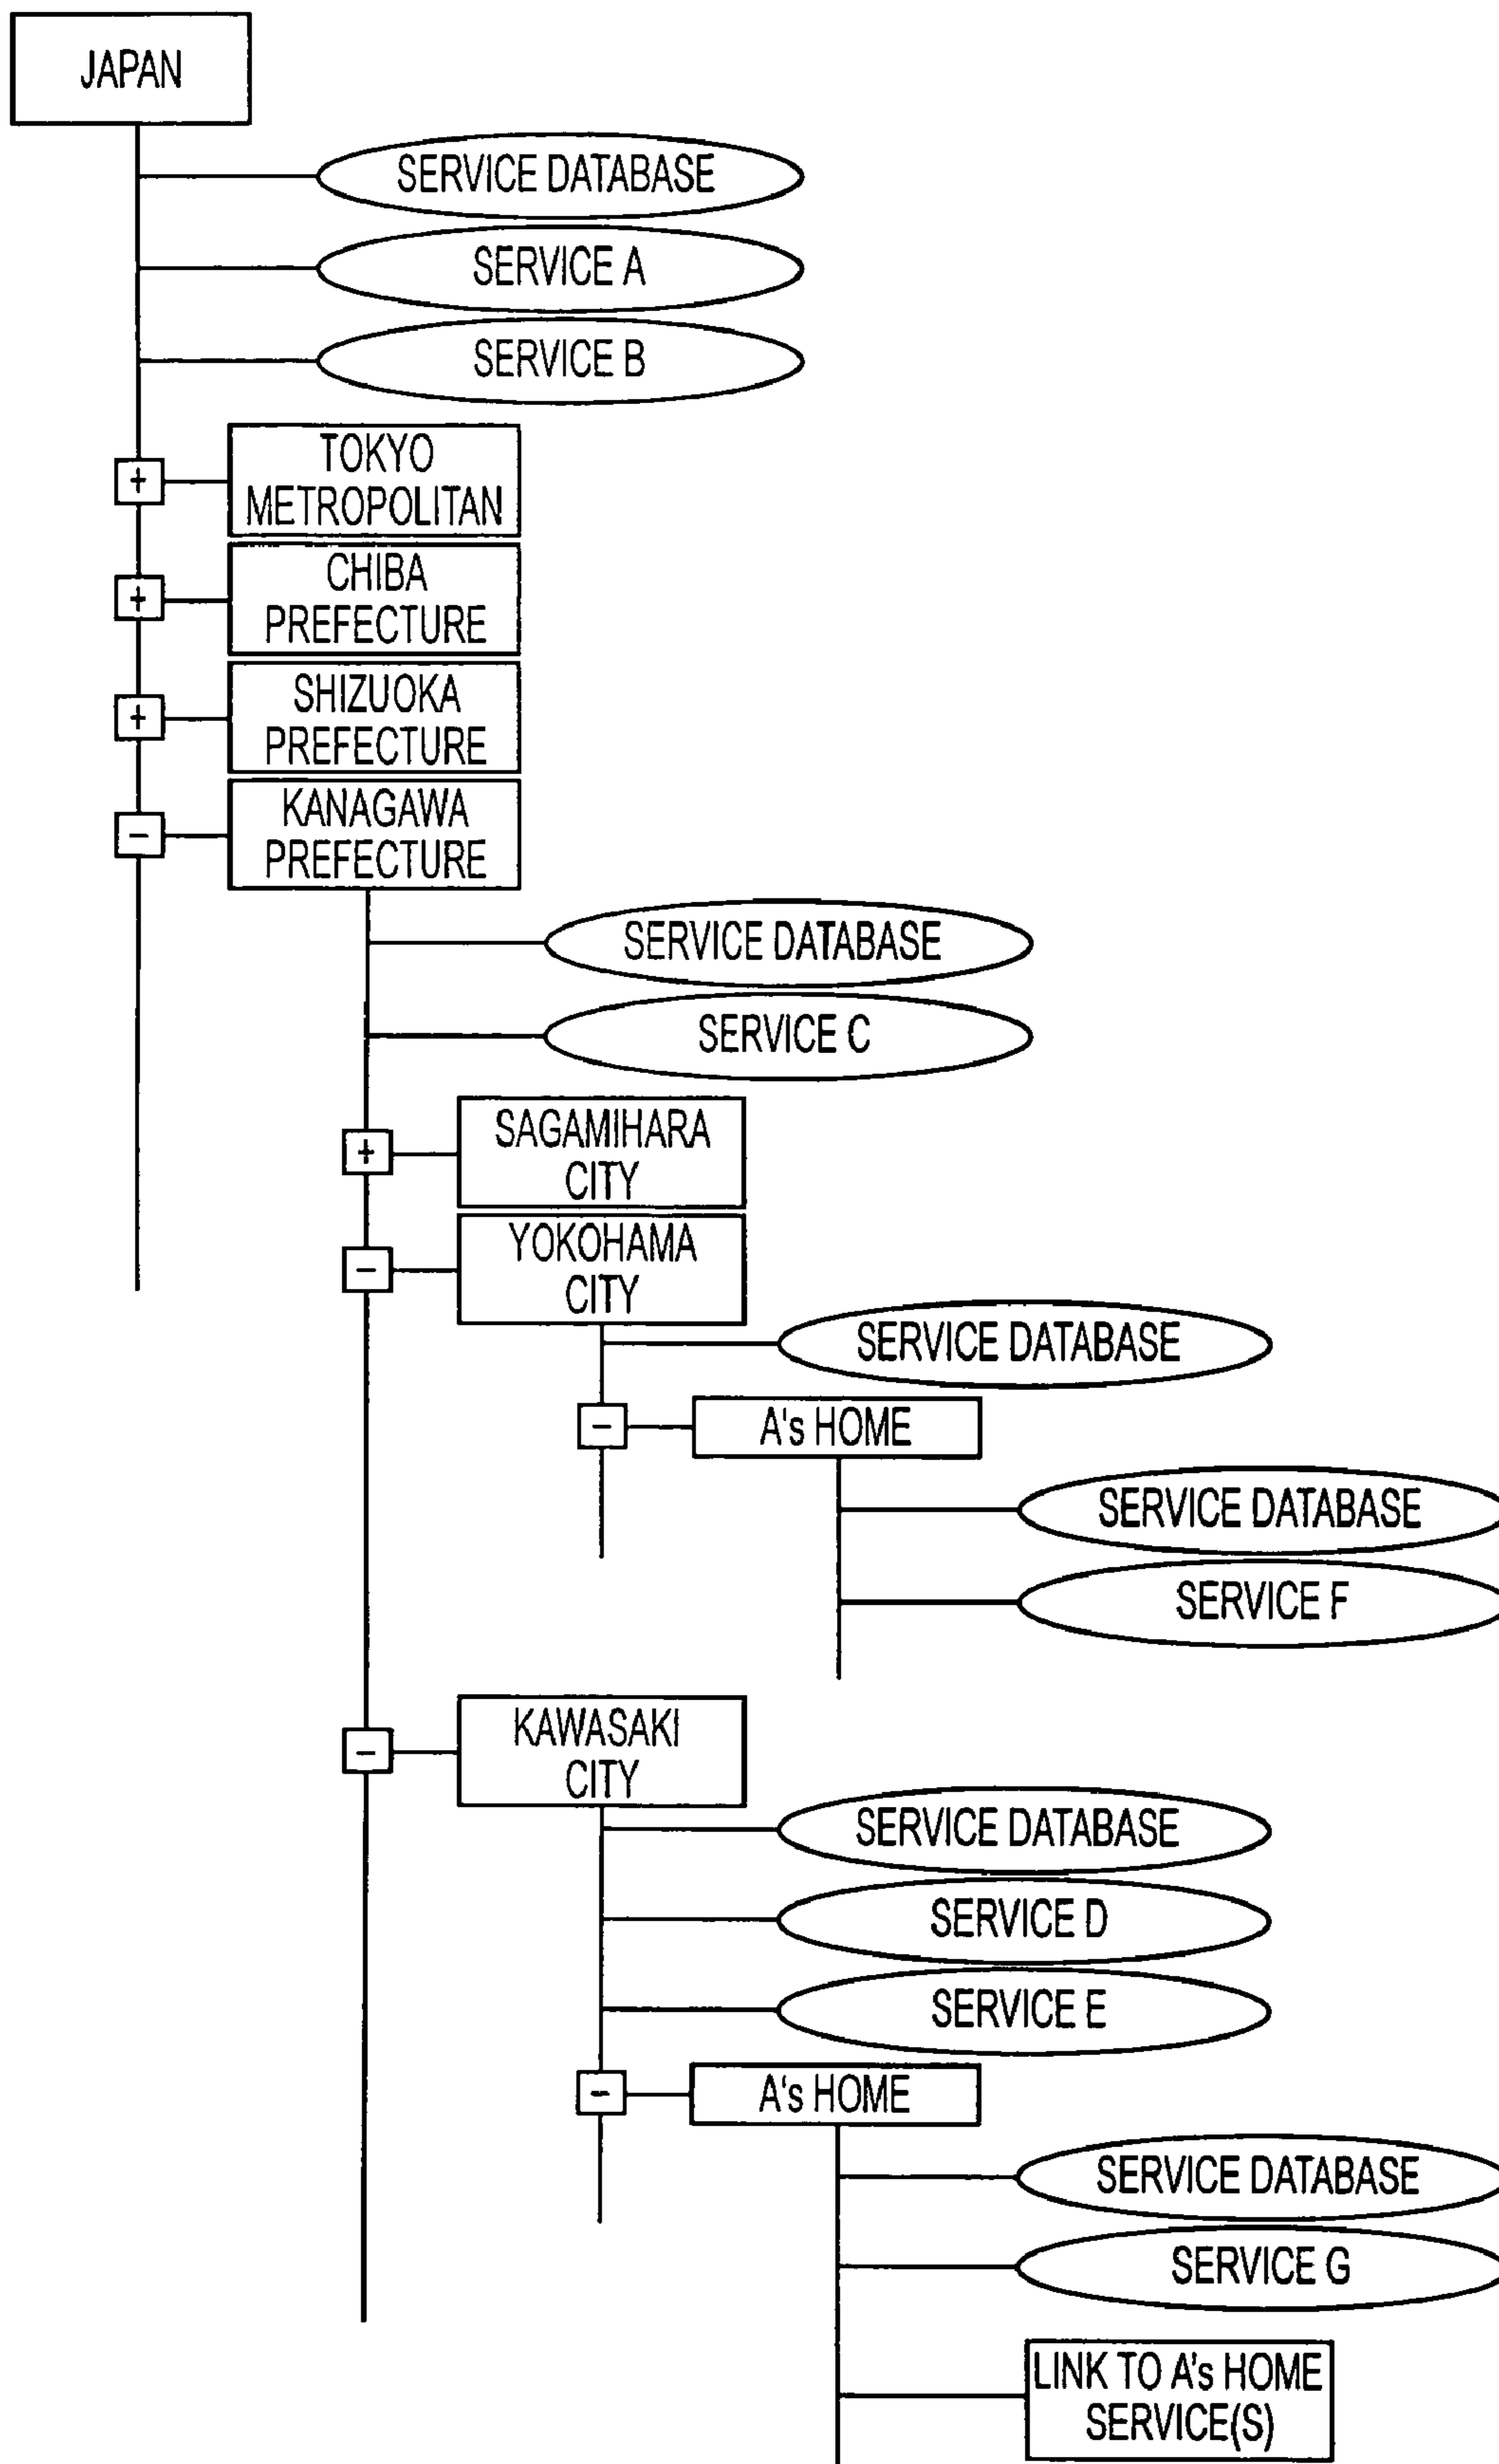 JAPAN
SERVICE DATABASE
SERVICE A
SERVICE B
+
TOKYO
METROPOLITAN
+
CHIBA
PREFECTURE
+
SHIZUOKA
PREFECTURE
−
KANAGAWA
PREFECTURE
SERVICE DATABASE
SERVICE C
+
SAGAMIHARA
CITY
−
YOKOHAMA
CITY
SERVICE DATABASE
−
A's HOME
SERVICE DATABASE
SERVICE F
−
KAWASAKI
CITY
SERVICE DATABASE
SERVICE D
SERVICE E
−
A's HOME
SERVICE DATABASE
SERVICE G
LINK TO A's HOME
SERVICE(S)